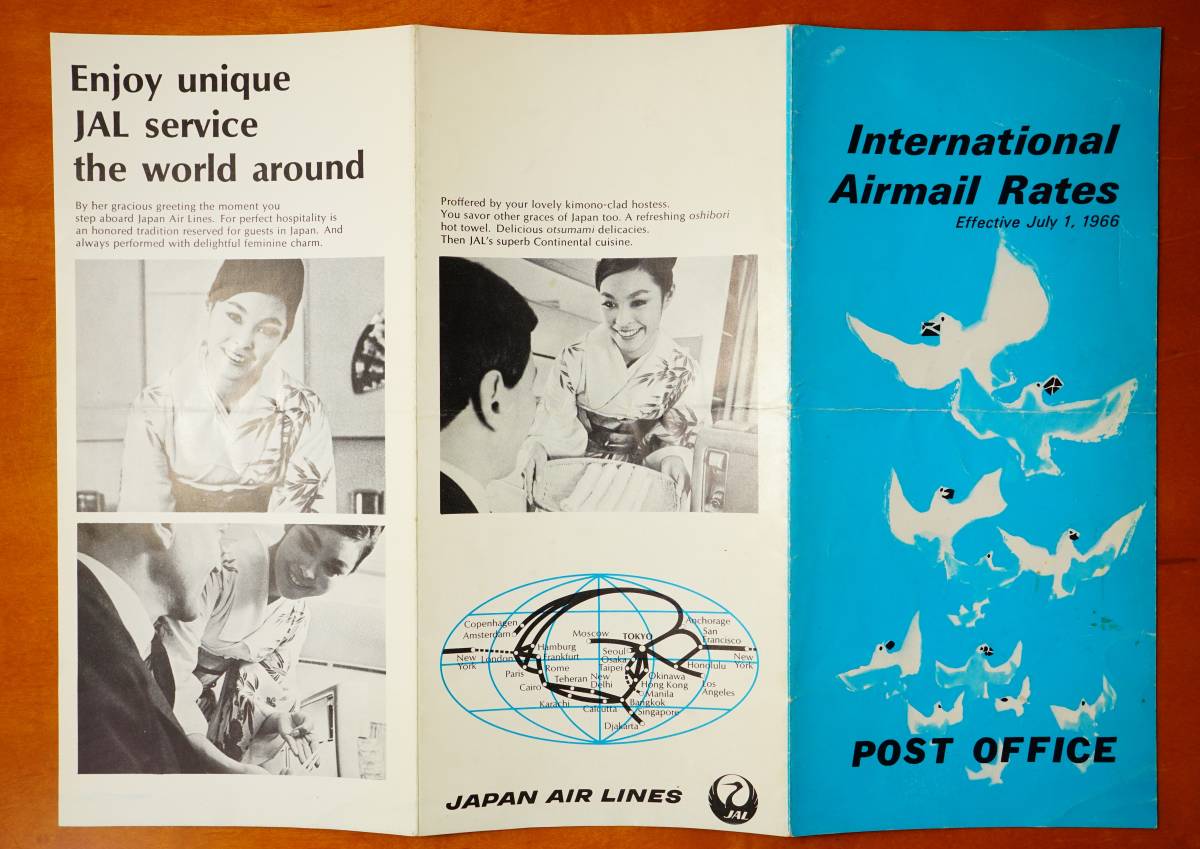 Enjoy unique
JAL service
the world around
By her gracious greeting the moment you
step aboard Japan Air Lines. For perfect hospitality is
an honored tradition reserved for guests in Japan. And
always performed with delightful feminine charm.
Proffered by your lovely kimono-clad hostess.
You savor other graces of Japan too. A refreshing oshibori
hot towel. Delicious otsumami delicacies.
Then JAL's superb Continental cuisine.
Copenhagen
Amsterdam
Moscow
TOKYO
Anchorage
San
Francisco
New
York
London
Hamburg
Frankfurt
Seoul
Osaka
Taipei
Honolulu
New
York
Paris
Rome
Teheran
New
Delhi
Okinawa
Hong Kong
Manila
Los
Angeles
Cairo
Karachi
Calcutta
Bangkok
Singapore
Djakarta
JAPAN AIR LINES
JAL
International
Airmail Rates
Effective July 1, 1966
POST OFFICE